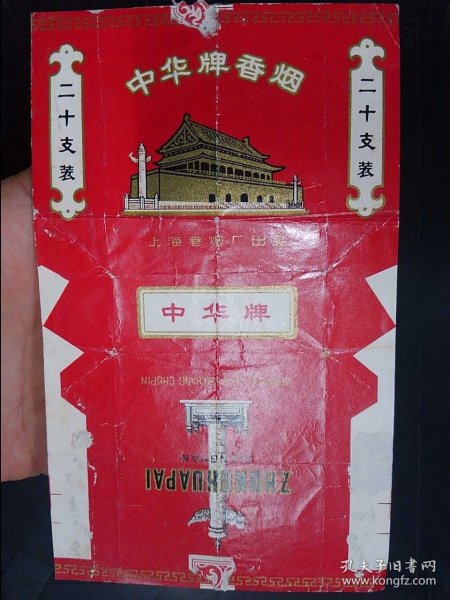 中华牌香烟
二十支装
二十支装
上海卷烟厂出品
中华牌
CHUPIN
ZHONGHUAPAI
孔夫子旧书网
www.kongfz.com